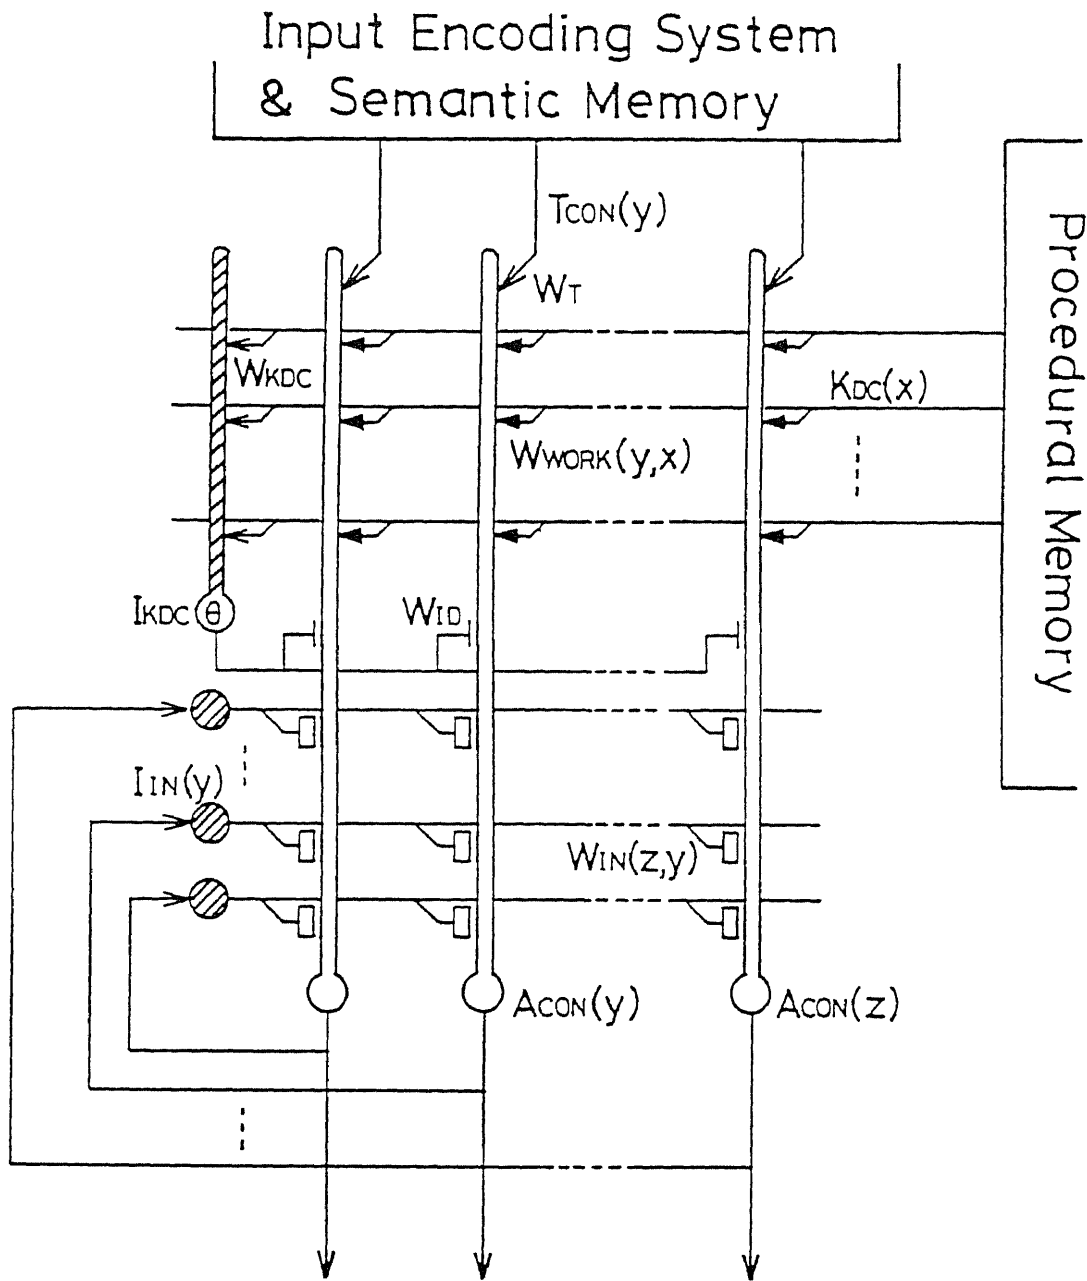 Input Encoding System
& Semantic Memory
TCON(y)
WT
WKDC
KDC(x)
WWORK(y,x)
Procedural Memory
IKDC
θ
WID
IIN(y)
WIN(z,y)
ACON(y)
ACON(z)